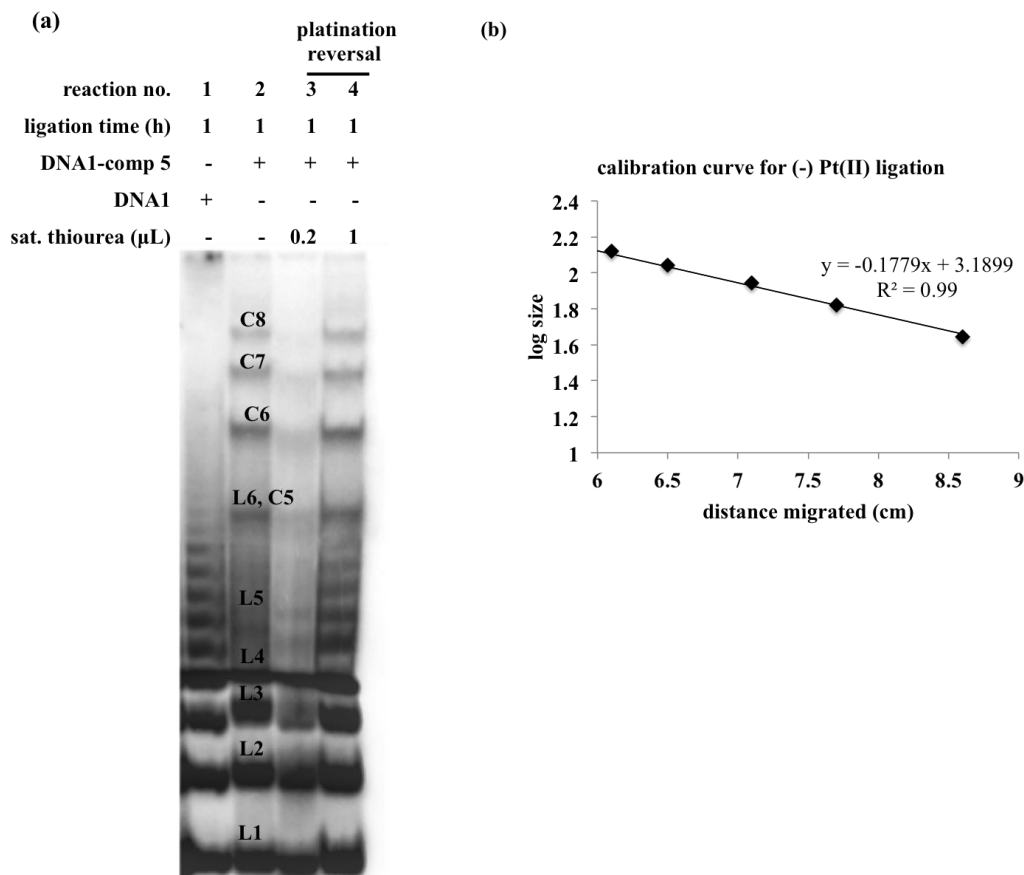 (a)
platination
reversal
reaction no. 1 2 3 4
ligation time (h) 1 1 1 1
DNA1-comp 5 - + + +
DNA1 + - - -
sat. thiourea (µL) - - 0.2 1
C8
C7
C6
L6, C5
L5
L4
L3
L2
L1
(b)
calibration curve for (-) Pt(II) ligation
2.4
2.2
2
1.8
1.6
1.4
1.2
1
log size
y = -0.1779x + 3.1899
R² = 0.99
6 6.5 7 7.5 8 8.5 9
distance migrated (cm)